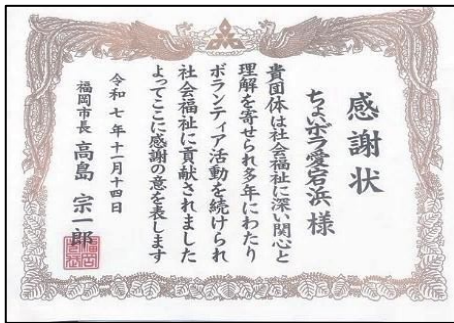 感謝状
ちょいボラ愛宕浜 様
貴団体は社会福祉に深い関心と
理解を寄せられ多年にわたり
ボランティア活動を続けられ
社会福祉に貢献されました
よってここに感謝の意を表します
令和七年十一月十四日
福岡市長 高島 宗一郎